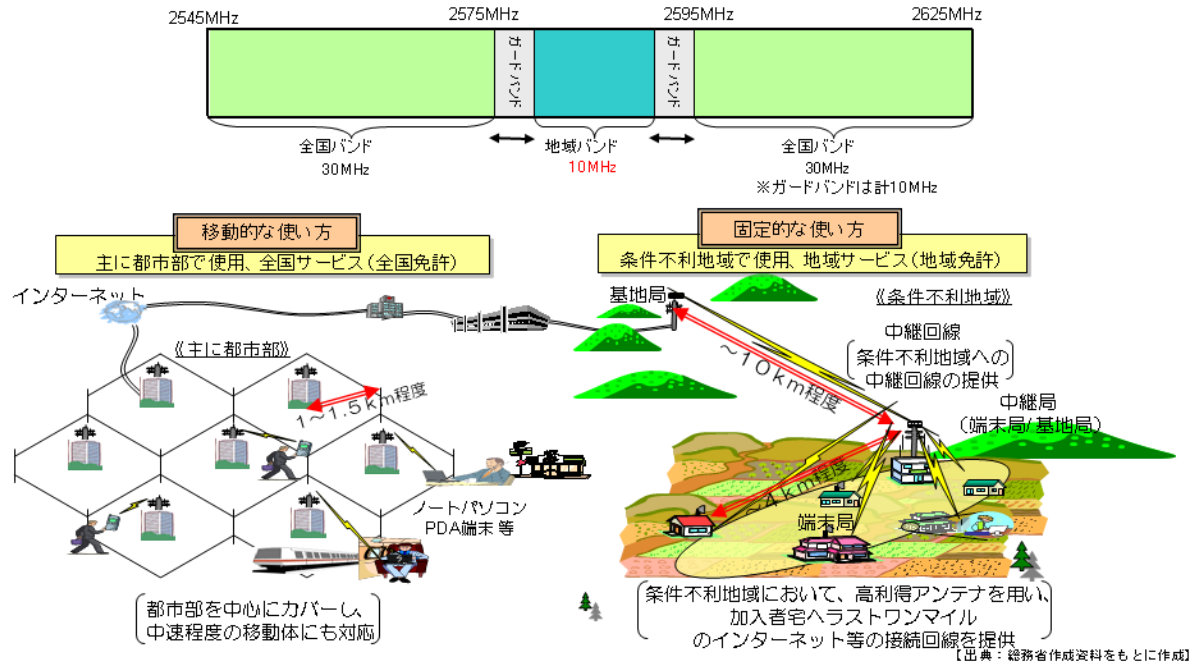 2545MHz
2575MHz
2595MHz
2625MHz
ガードバンド
ガードバンド
全国バンド
30MHz
地域バンド
10MHz
全国バンド
30MHz
※ガードバンドは計10MHz
移動的な使い方
主に都市部で使用、全国サービス(全国免許)
インターネット
《主に都市部》
1～1.5km程度
ノートパソコン
PDA端末 等
都市部を中心にカバーし、
中速程度の移動体にも対応
固定的な使い方
条件不利地域で使用、地域サービス(地域免許)
基地局
《条件不利地域》
～10km程度
中継回線
条件不利地域への
中継回線の提供
中継局
(端末局/基地局)
～4km程度
端末局
条件不利地域において、高利得アンテナを用い、
加入者宅へラストワンマイル
のインターネット等の接続回線を提供
【出典：総務省作成資料をもとに作成】